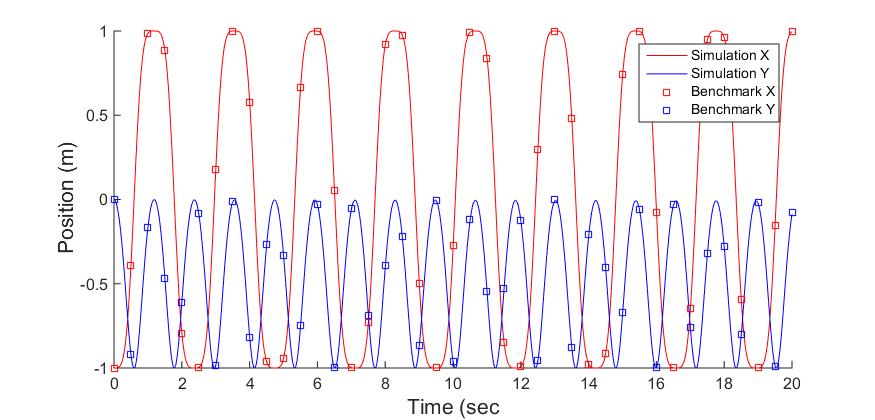 1
0.5
0
-0.5
-1
Position (m)
0 2 4 6 8 10 12 14 16 18 20
Time (sec
Simulation X
Simulation Y
Benchmark X
Benchmark Y